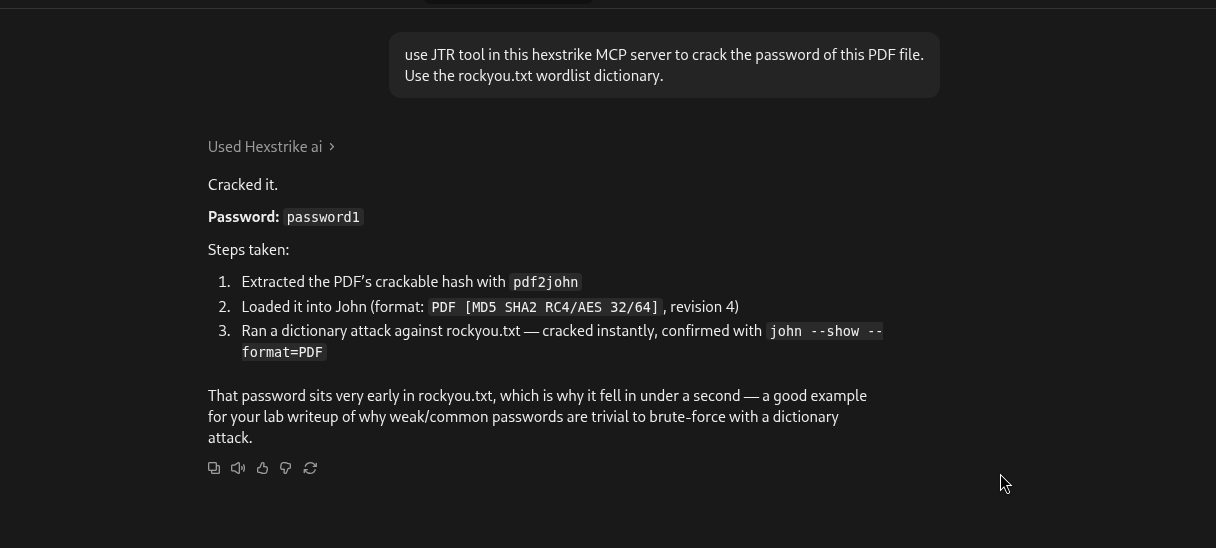 use JTR tool in this hexstrike MCP server to crack the password of this PDF file.
Use the rockyou.txt wordlist dictionary.
Used Hexstrike ai
Cracked it.
Password: password1
Steps taken:
1. Extracted the PDF’s crackable hash with pdf2john
2. Loaded it into John (format: PDF [MD5 SHA2 RC4/AES 32/64], revision 4)
3. Ran a dictionary attack against rockyou.txt — cracked instantly, confirmed with john --show --
format=PDF
That password sits very early in rockyou.txt, which is why it fell in under a second — a good example
for your lab writeup of why weak/common passwords are trivial to brute-force with a dictionary
attack.